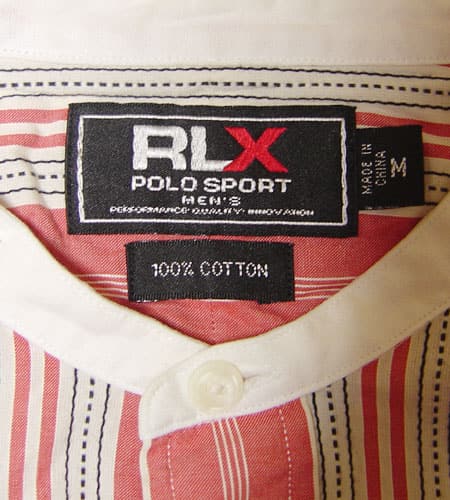 RLX
POLO SPORT
MEN'S
PERFORMANCE QUALITY INNOVATION
MADE IN
CHINA
M
100% COTTON